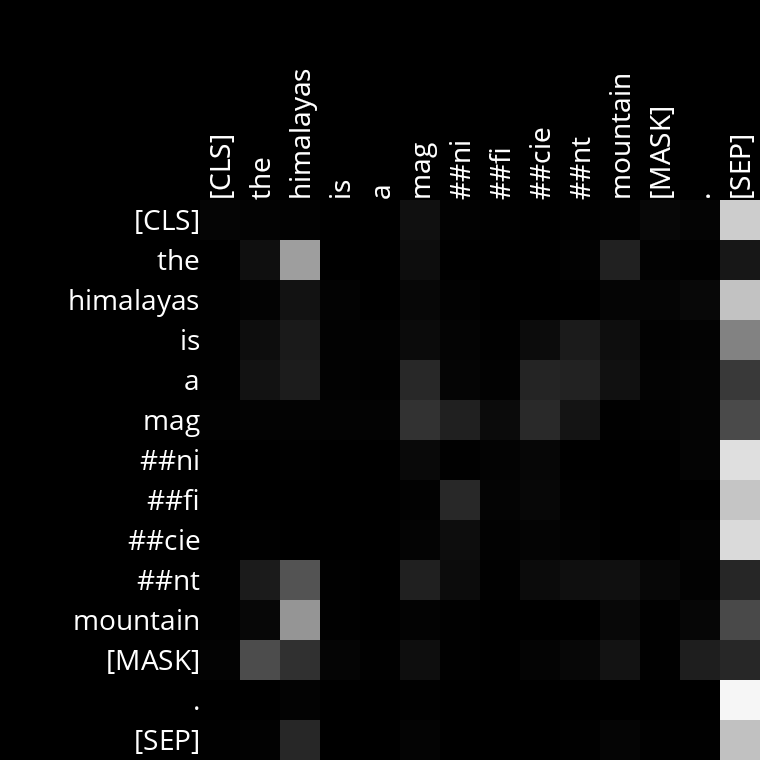 [CLS] the himalayas is a mag ##ni ##fi ##cie ##nt mountain [MASK] . [SEP]
[CLS]
the
himalayas
is
a
mag
##ni
##fi
##cie
##nt
mountain
[MASK]
.
[SEP]